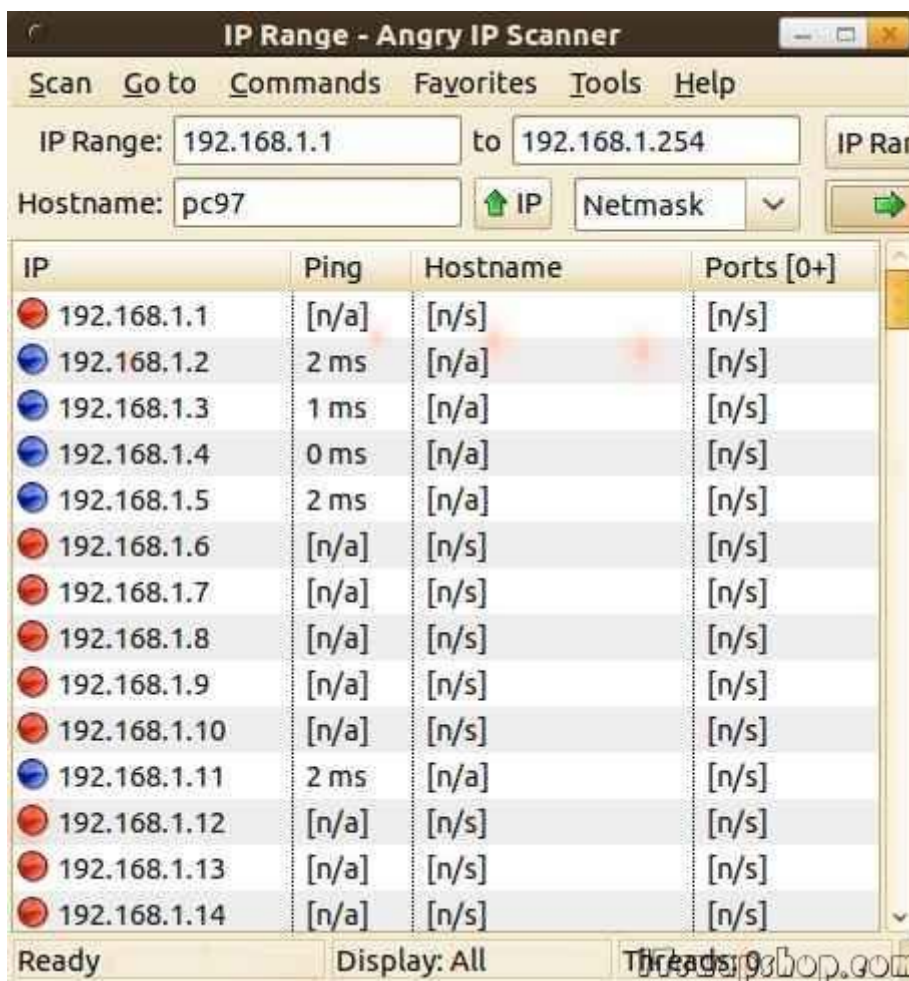 IP Range - Angry IP Scanner
Scan Go to Commands Favorites Tools Help
IP Range: 192.168.1.1 to 192.168.1.254 IP Ran
Hostname: pc97 IP Netmask
IP Ping Hostname Ports [0+]
192.168.1.1 [n/a] [n/s] [n/s]
192.168.1.2 2 ms [n/a] [n/s]
192.168.1.3 1 ms [n/a] [n/s]
192.168.1.4 0 ms [n/a] [n/s]
192.168.1.5 2 ms [n/a] [n/s]
192.168.1.6 [n/a] [n/s] [n/s]
192.168.1.7 [n/a] [n/s] [n/s]
192.168.1.8 [n/a] [n/s] [n/s]
192.168.1.9 [n/a] [n/s] [n/s]
192.168.1.10 [n/a] [n/s] [n/s]
192.168.1.11 2 ms [n/a] [n/s]
192.168.1.12 [n/a] [n/s] [n/s]
192.168.1.13 [n/a] [n/s] [n/s]
192.168.1.14 [n/a] [n/s] [n/s]
Ready Display: All Threads: 0